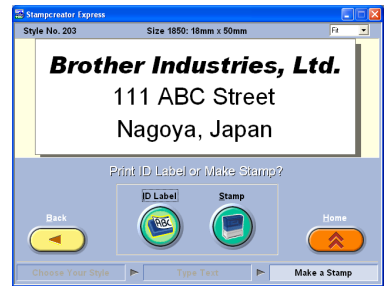 Stampcreator Express
Style No. 203 Size 1850: 18mm x 50mm Fit
Brother Industries, Ltd.
111 ABC Street
Nagoya, Japan
Print ID Label or Make Stamp?
ID Label Stamp
ABC
Back Home
Choose Your Style Type Text Make a Stamp